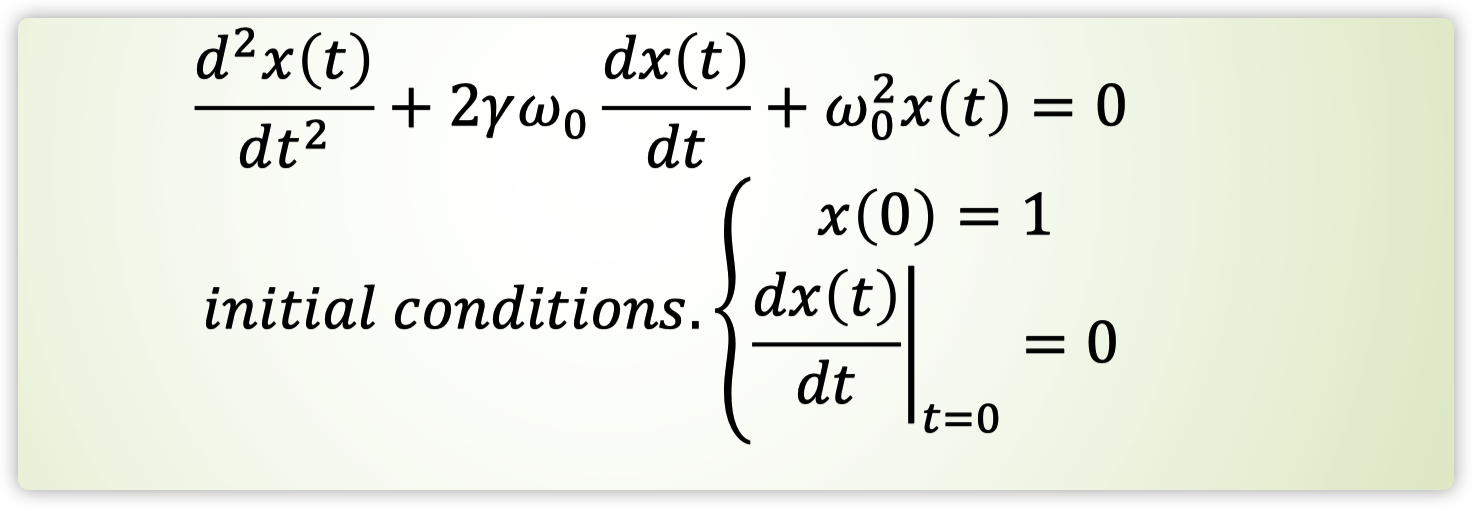 d²x(t)/dt² + 2γω₀ dx(t)/dt + ω₀²x(t) = 0
initial conditions. { x(0) = 1
dx(t)/dt |ₜ₌₀ = 0